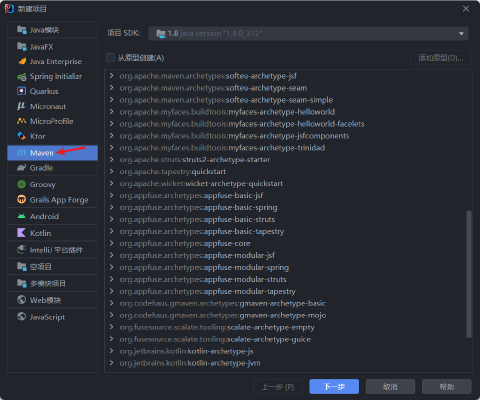 新建项目
Java模块
JavaFX
Java Enterprise
Spring Initializr
Quarkus
Micronaut
MicroProfile
Ktor
Maven
Gradle
Groovy
Grails App Forge
Android
Kotlin
IntelliJ 平台插件
空项目
多模块项目
Web模块
JavaScript
项目 SDK:
1.8 java version "1.8.0_312"
从原型创建(A)
添加原型(D)...
org.apache.maven.archetypes:softeu-archetype-jsf
org.apache.maven.archetypes:softeu-archetype-seam
org.apache.maven.archetypes:softeu-archetype-seam-simple
org.apache.myfaces.buildtools:myfaces-archetype-helloworld
org.apache.myfaces.buildtools:myfaces-archetype-helloworld-facelets
org.apache.myfaces.buildtools:myfaces-archetype-jsfcomponents
org.apache.myfaces.buildtools:myfaces-archetype-trinidad
org.apache.struts:struts2-archetype-starter
org.apache.tapestry:quickstart
org.apache.wicket:wicket-archetype-quickstart
org.appfuse.archetypes:appfuse-basic-jsf
org.appfuse.archetypes:appfuse-basic-spring
org.appfuse.archetypes:appfuse-basic-struts
org.appfuse.archetypes:appfuse-basic-tapestry
org.appfuse.archetypes:appfuse-core
org.appfuse.archetypes:appfuse-modular-jsf
org.appfuse.archetypes:appfuse-modular-spring
org.appfuse.archetypes:appfuse-modular-struts
org.appfuse.archetypes:appfuse-modular-tapestry
org.codehaus.gmaven.archetypes:gmaven-archetype-basic
org.codehaus.gmaven.archetypes:gmaven-archetype-mojo
org.fusesource.scalate.tooling:scalate-archetype-empty
org.fusesource.scalate.tooling:scalate-archetype-guice
org.jetbrains.kotlin:kotlin-archetype-js
org.jetbrains.kotlin:kotlin-archetype-jvm
上一步 (P)
下一步
取消
帮助